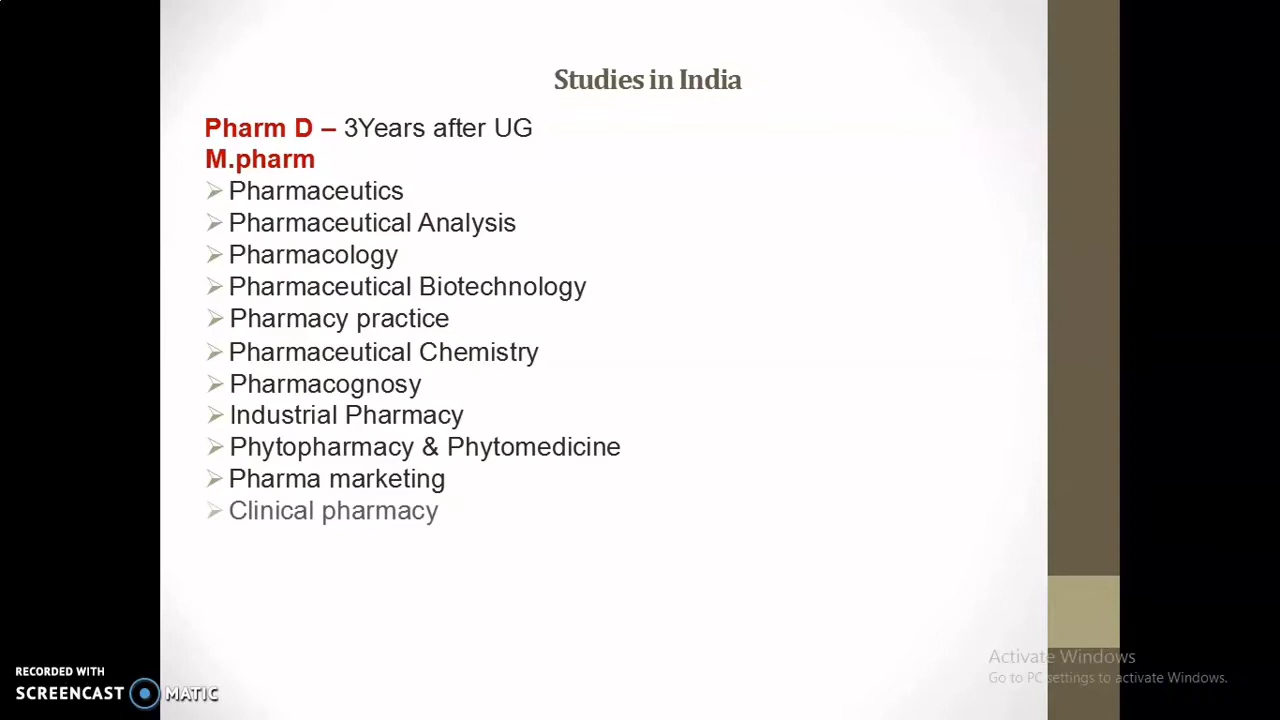 Studies in India
Pharm D – 3Years after UG
M.pharm
Pharmaceutics
Pharmaceutical Analysis
Pharmacology
Pharmaceutical Biotechnology
Pharmacy practice
Pharmaceutical Chemistry
Pharmacognosy
Industrial Pharmacy
Phytopharmacy & Phytomedicine
Pharma marketing
Clinical pharmacy
Activate Windows
Go to PC settings to activate Windows.
RECORDED WITH
SCREENCAST MATIC